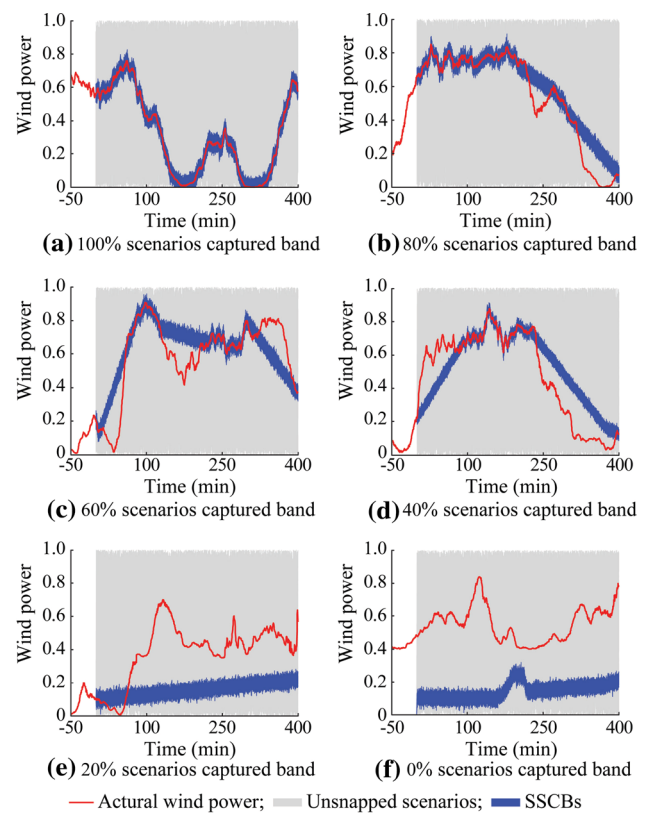 1.0
0.8
0.6
0.4
0.2
0
Wind power
-50 100 250 400
Time (min)
(a) 100% scenarios captured band
1.0
0.8
0.6
0.4
0.2
0
Wind power
-50 100 250 400
Time (min)
(b) 80% scenarios captured band
1.0
0.8
0.6
0.4
0.2
0
Wind power
-50 100 250 400
Time (min)
(c) 60% scenarios captured band
1.0
0.8
0.6
0.4
0.2
0
Wind power
-50 100 250 400
Time (min)
(d) 40% scenarios captured band
1.0
0.8
0.6
0.4
0.2
0
Wind power
-50 100 250 400
Time (min)
(e) 20% scenarios captured band
1.0
0.8
0.6
0.4
0.2
0
Wind power
-50 100 250 400
Time (min)
(f) 0% scenarios captured band
Actural wind power; Unsnapped scenarios; SSCBs